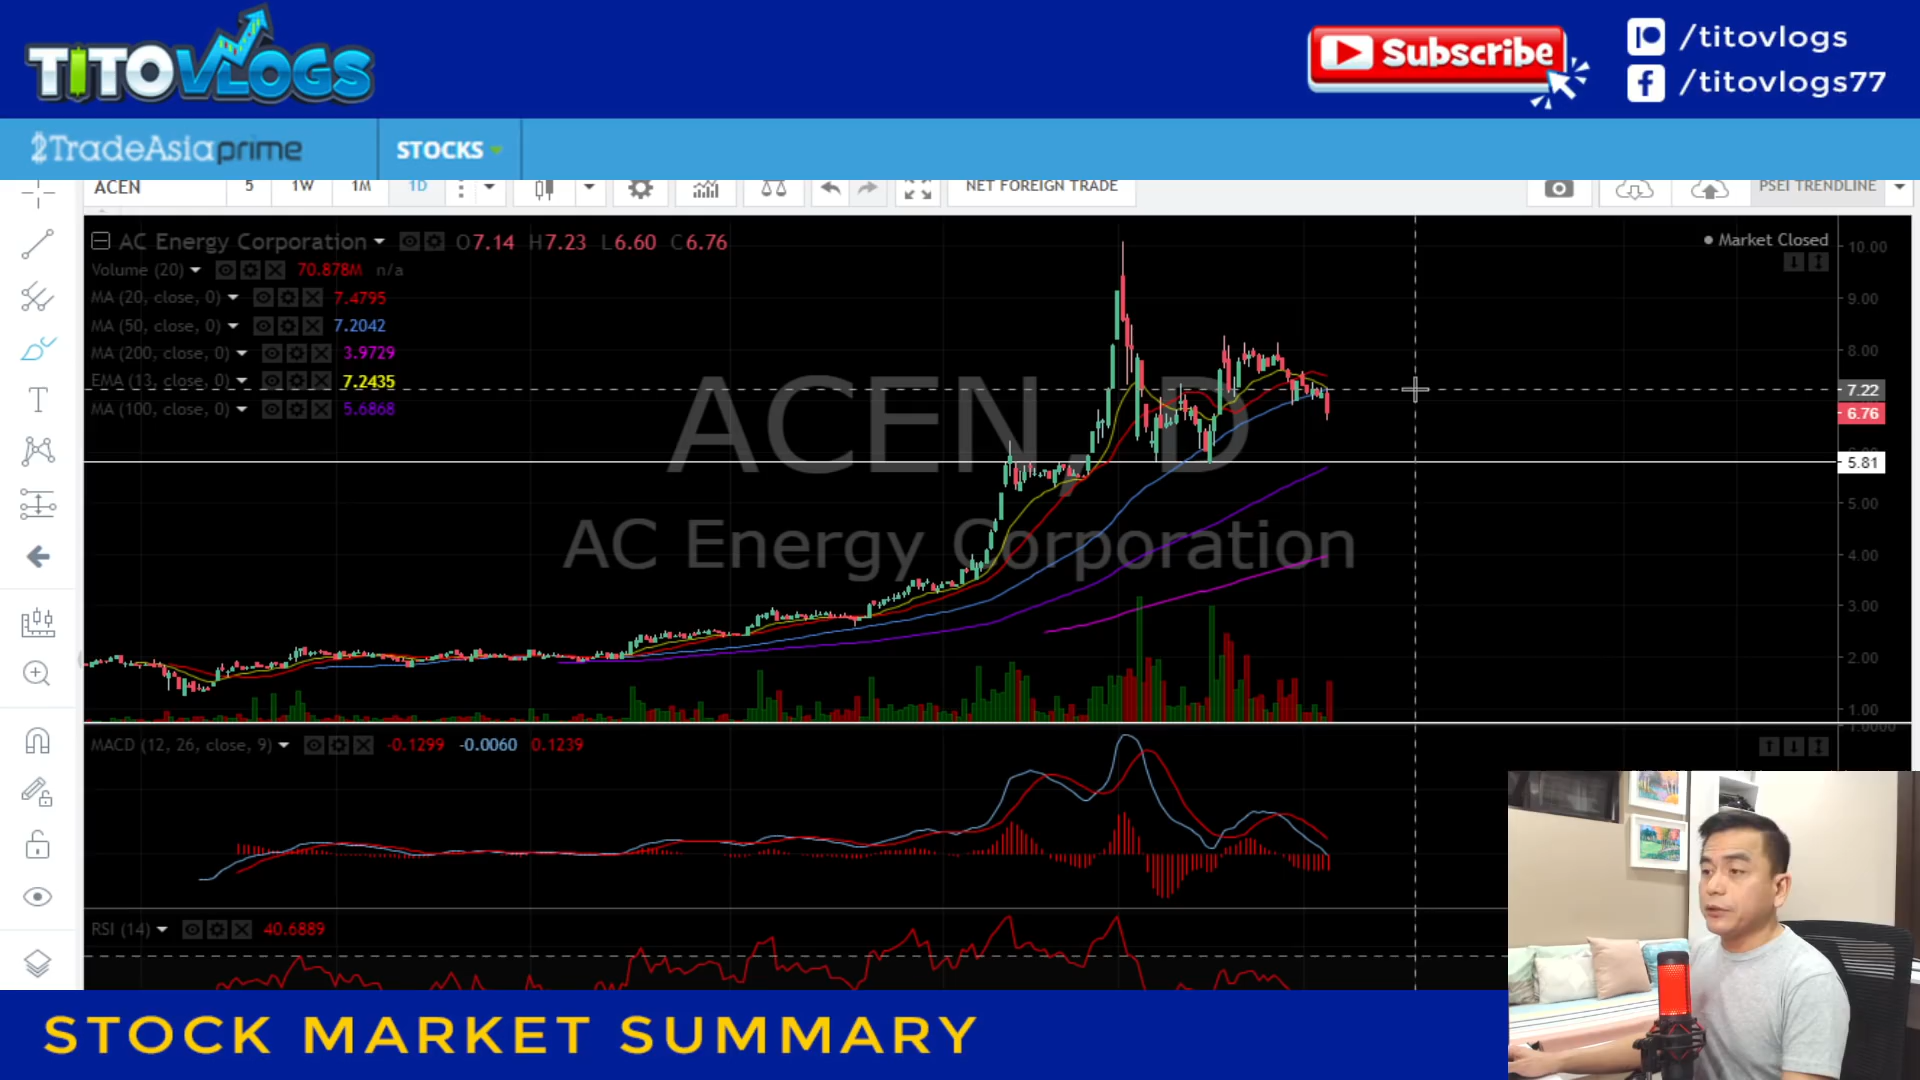 TITOVLOGS
Subscribe
/titovlogs
/titovlogs77
2TradeAsiaprime
STOCKS
ACEN
5
1W
1M
1D
NET FOREIGN TRADE
PSEI TRENDLINE
AC Energy Corporation
O7.14 H7.23 L6.60 C6.76
Market Closed
Volume (20) 70.878M n/a
MA (20, close, 0) 7.4795
MA (50, close, 0) 7.2042
MA (200, close, 0) 3.9729
EMA (13, close, 0) 7.2435
MA (100, close, 0) 5.6868
ACEN, D
AC Energy Corporation
10.00
9.00
8.00
7.22
6.76
5.81
5.00
4.00
3.00
2.00
1.00
1.0000
MACD (12, 26, close, 9) -0.1299 -0.0060 0.1239
RSI (14) 40.6889
STOCK MARKET SUMMARY